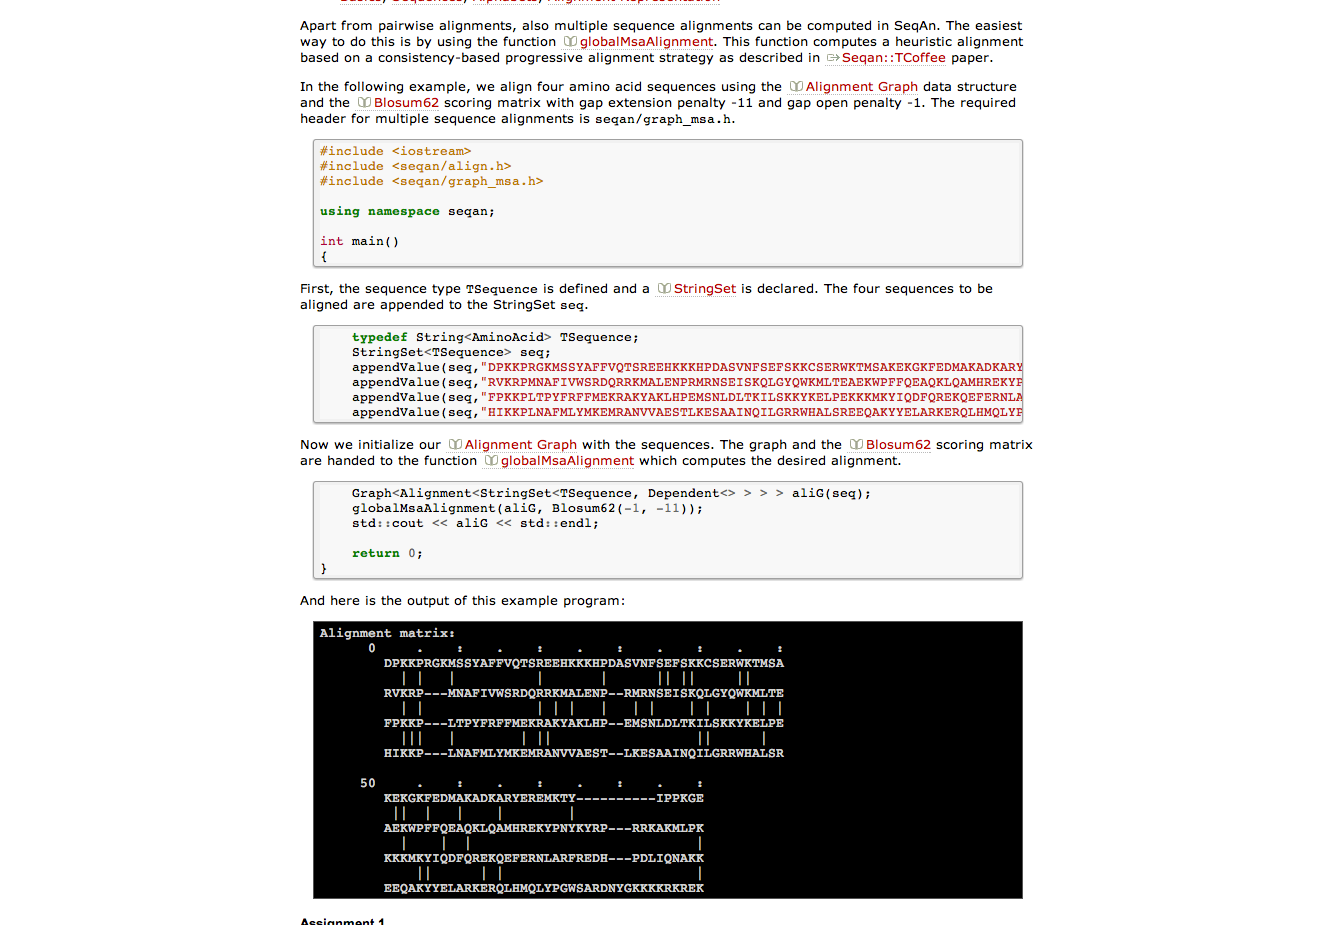 Basics, Sequences, Alphabets, Alignment Representation
Apart from pairwise alignments, also multiple sequence alignments can be computed in SeqAn. The easiest
way to do this is by using the function globalMsaAlignment. This function computes a heuristic alignment
based on a consistency-based progressive alignment strategy as described in Seqan::TCoffee paper.
In the following example, we align four amino acid sequences using the Alignment Graph data structure
and the Blosum62 scoring matrix with gap extension penalty -11 and gap open penalty -1. The required
header for multiple sequence alignments is seqan/graph_msa.h.
#include <iostream>
#include <seqan/align.h>
#include <seqan/graph_msa.h>
using namespace seqan;
int main()
{
First, the sequence type TSequence is defined and a StringSet is declared. The four sequences to be
aligned are appended to the StringSet seq.
typedef String<AminoAcid> TSequence;
StringSet<TSequence> seq;
appendValue(seq,"DPKKPRGKMSSYAFFVQTSREEHKKKHPDASVNFSEFSKKCSERWKTMSAKEKGKFEDMAKADKARY
appendValue(seq,"RVKRPMNAFIVWSRDQRRKMALENPRMRNSEISKQLGYQWKMLTEAEKWPFFQEAQKLQAMHREKYP
appendValue(seq,"FPKKPLTPYFRFFMEKRAKYAKLHPEMSNLDLTKILSKKYKELPEKKKMKYIQDFQREKQEFERNLA
appendValue(seq,"HIKKPLNAFMLYMKEMRANVVAESTLKESAAINQILGRRWHALSREEQAKYYELARKERQLHMQLYP
Now we initialize our Alignment Graph with the sequences. The graph and the Blosum62 scoring matrix
are handed to the function globalMsaAlignment which computes the desired alignment.
Graph<Alignment<StringSet<TSequence, Dependent<> > > > aliG(seq);
globalMsaAlignment(aliG, Blosum62(-1, -11));
std::cout << aliG << std::endl;
return 0;
}
And here is the output of this example program:
Alignment matrix:
0 . : . : . : . : . :
DPKKPRGKMSSYAFFVQTSREEHKKKHPDASVNFSEFSKKCSERWKTMSA
| | | | | || || ||
RVKRP---MNAFIVWSRDQRRKMALENP--RMRNSEISKQLGYQWKMLTE
| | | | | | | | | | | | |
FPKKP---LTPYFRFFMEKRAKYAKLHP--EMSNLDLTKILSKKYKELPE
||| | | || || |
HIKKP---LNAFMLYMKEMRANVVAEST--LKESAAINQILGRRWHALSR
50 . : . : . : . :
KEKGKFEDMAKADKARYEREMKTY----------IPPKGE
|| | | | |
AEKWPFFQEAQKLQAMHREKYPNYKYRP---RRKAKMLPK
| | | |
KKKMKYIQDFQREKQEFERNLARFREDH---PDLIQNAKK
|| | | |
EEQAKYYELARKERQLHMQLYPGWSARDNYGKKKKRKREK
Assignment 1